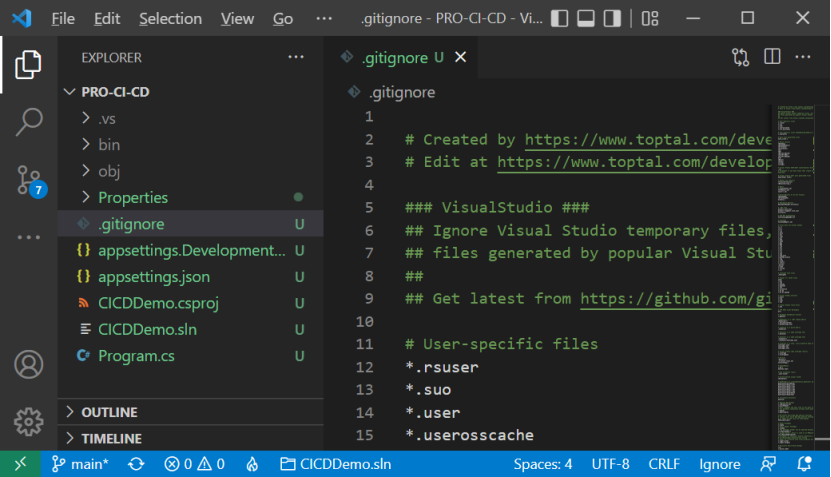 File Edit Selection View Go ··· .gitignore - PRO-CI-CD - Vi...
EXPLORER ···
PRO-CI-CD
.vs
bin
obj
Properties
.gitignore U
appsettings.Development... U
appsettings.json U
CICDDemo.csproj U
CICDDemo.sln U
Program.cs U
OUTLINE
TIMELINE
7
.gitignore U
.gitignore
1
2 # Created by https://www.toptal.com/deve
3 # Edit at https://www.toptal.com/develop
4
5 ### VisualStudio ###
6 ## Ignore Visual Studio temporary files,
7 ## files generated by popular Visual Stu
8 ##
9 ## Get latest from https://github.com/gi
10
11 # User-specific files
12 *.rsuser
13 *.suo
14 *.user
15 *.userosscache
main* 0 0 CICDDemo.sln Spaces: 4 UTF-8 CRLF Ignore